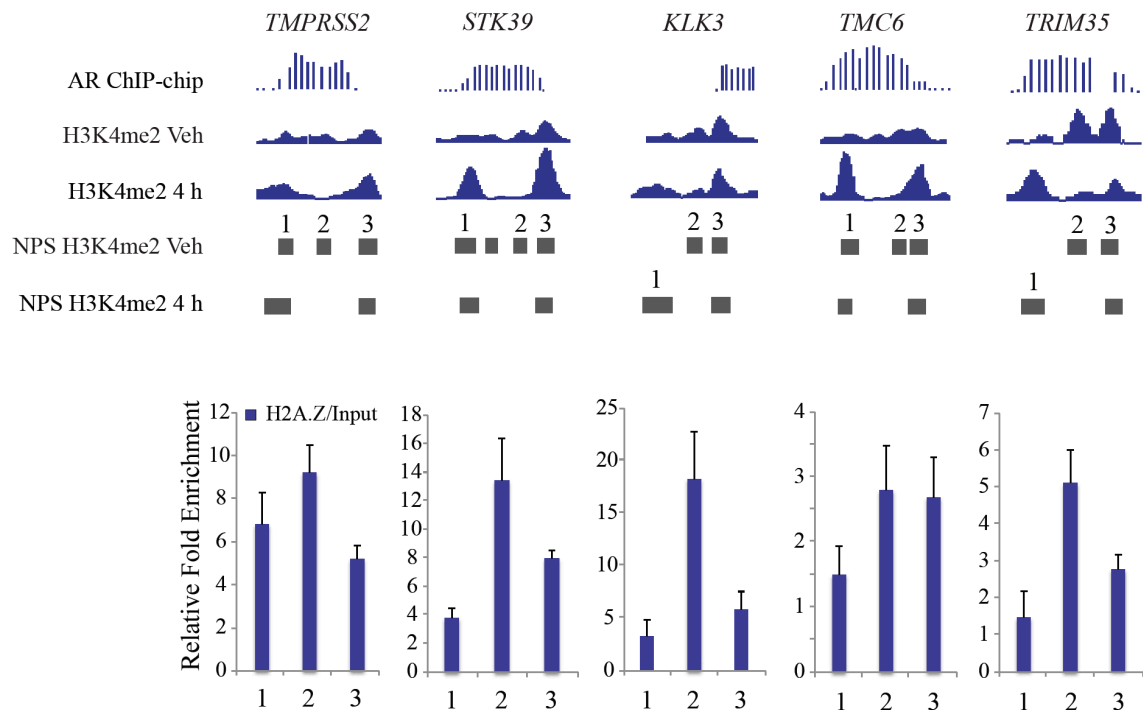 TMPRSS2 STK39 KLK3 TMC6 TRIM35
AR ChIP-chip
H3K4me2 Veh
H3K4me2 4 h
1 2 3 1 2 3 2 3 1 2 3 2 3
NPS H3K4me2 Veh
1 1
NPS H3K4me2 4 h
Relative Fold Enrichment
H2A.Z/Input
12
10
8
6
4
2
0
1 2 3
18
16
14
12
10
8
6
4
2
0
1 2 3
25
20
15
10
5
0
1 2 3
4
3
2
1
0
1 2 3
7
6
5
4
3
2
1
0
1 2 3